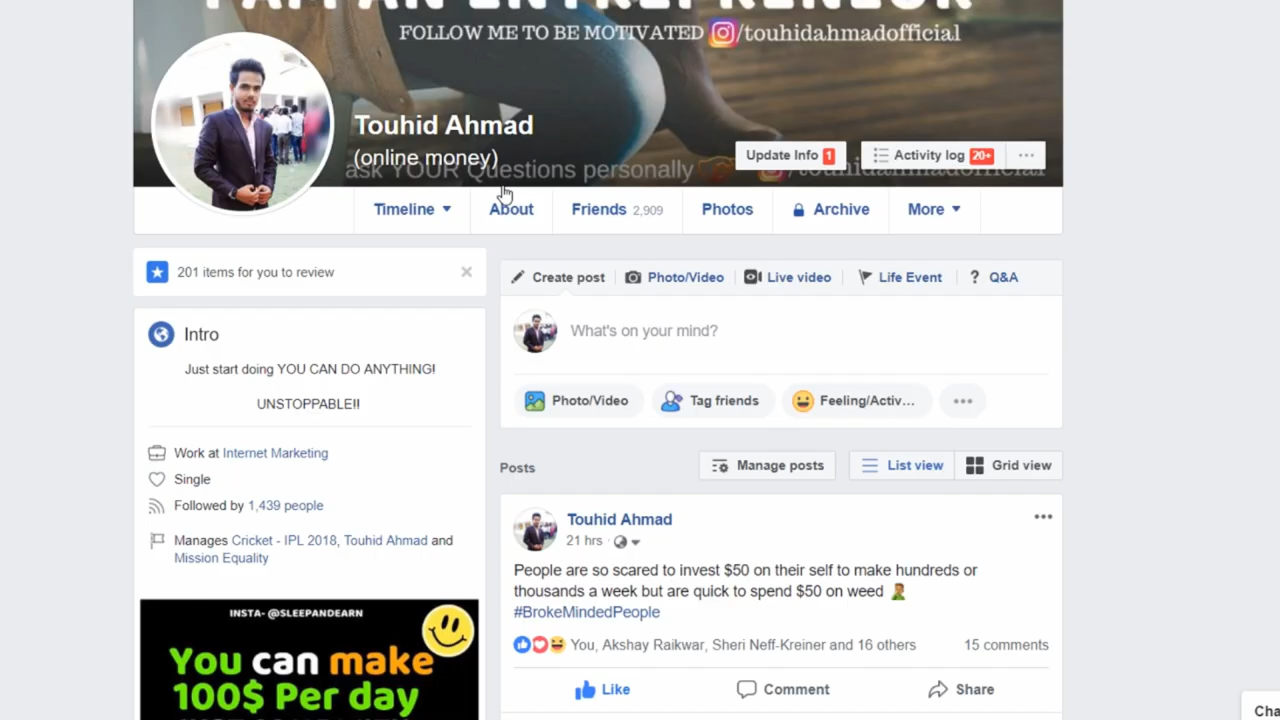 FOLLOW ME TO BE MOTIVATED /touhidahmadofficial
Touhid Ahmad
(online money)
ask YOUR Questions personally /touhidahmadofficial
Update Info 1
Activity log 20+
Timeline
About
Friends 2,909
Photos
Archive
More
201 items for you to review
Intro
Just start doing YOU CAN DO ANYTHING!
UNSTOPPABLE!!
Work at Internet Marketing
Single
Followed by 1,439 people
Manages Cricket - IPL 2018, Touhid Ahmad and
Mission Equality
INSTA- @SLEEPANDEARN
You can make
100$ Per day
Create post
Photo/Video
Live video
Life Event
? Q&A
What's on your mind?
Photo/Video
Tag friends
Feeling/Activ...
Posts
Manage posts
List view
Grid view
Touhid Ahmad
21 hrs
People are so scared to invest $50 on their self to make hundreds or
thousands a week but are quick to spend $50 on weed
#BrokeMindedPeople
You, Akshay Raikwar, Sheri Neff-Kreiner and 16 others
15 comments
Like
Comment
Share